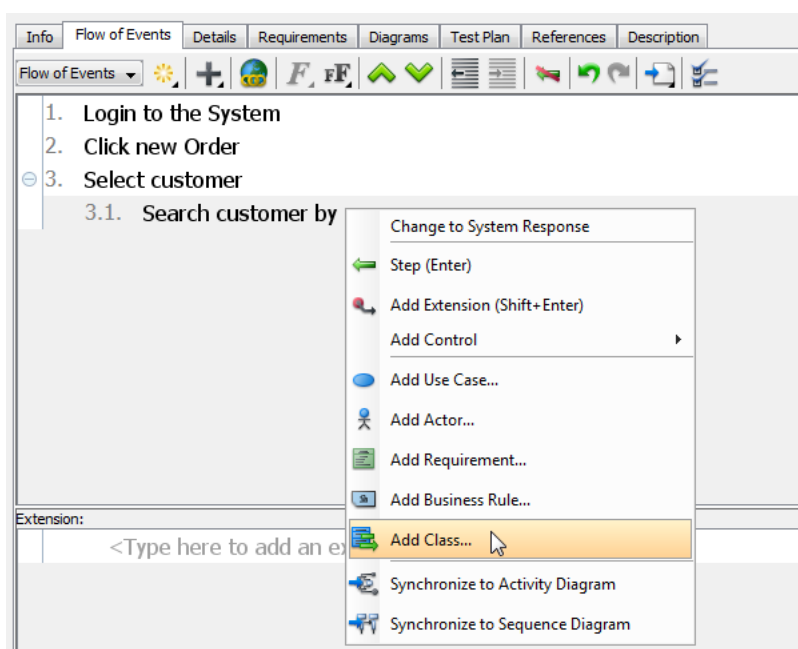 Info Flow of Events Details Requirements Diagrams Test Plan References Description
Flow of Events
1. Login to the System
2. Click new Order
3. Select customer
3.1. Search customer by
Change to System Response
Step (Enter)
Add Extension (Shift+Enter)
Add Control
Add Use Case...
Add Actor...
Add Requirement...
Add Business Rule...
Extension:
<Type here to add an ex
Add Class...
Synchronize to Activity Diagram
Synchronize to Sequence Diagram